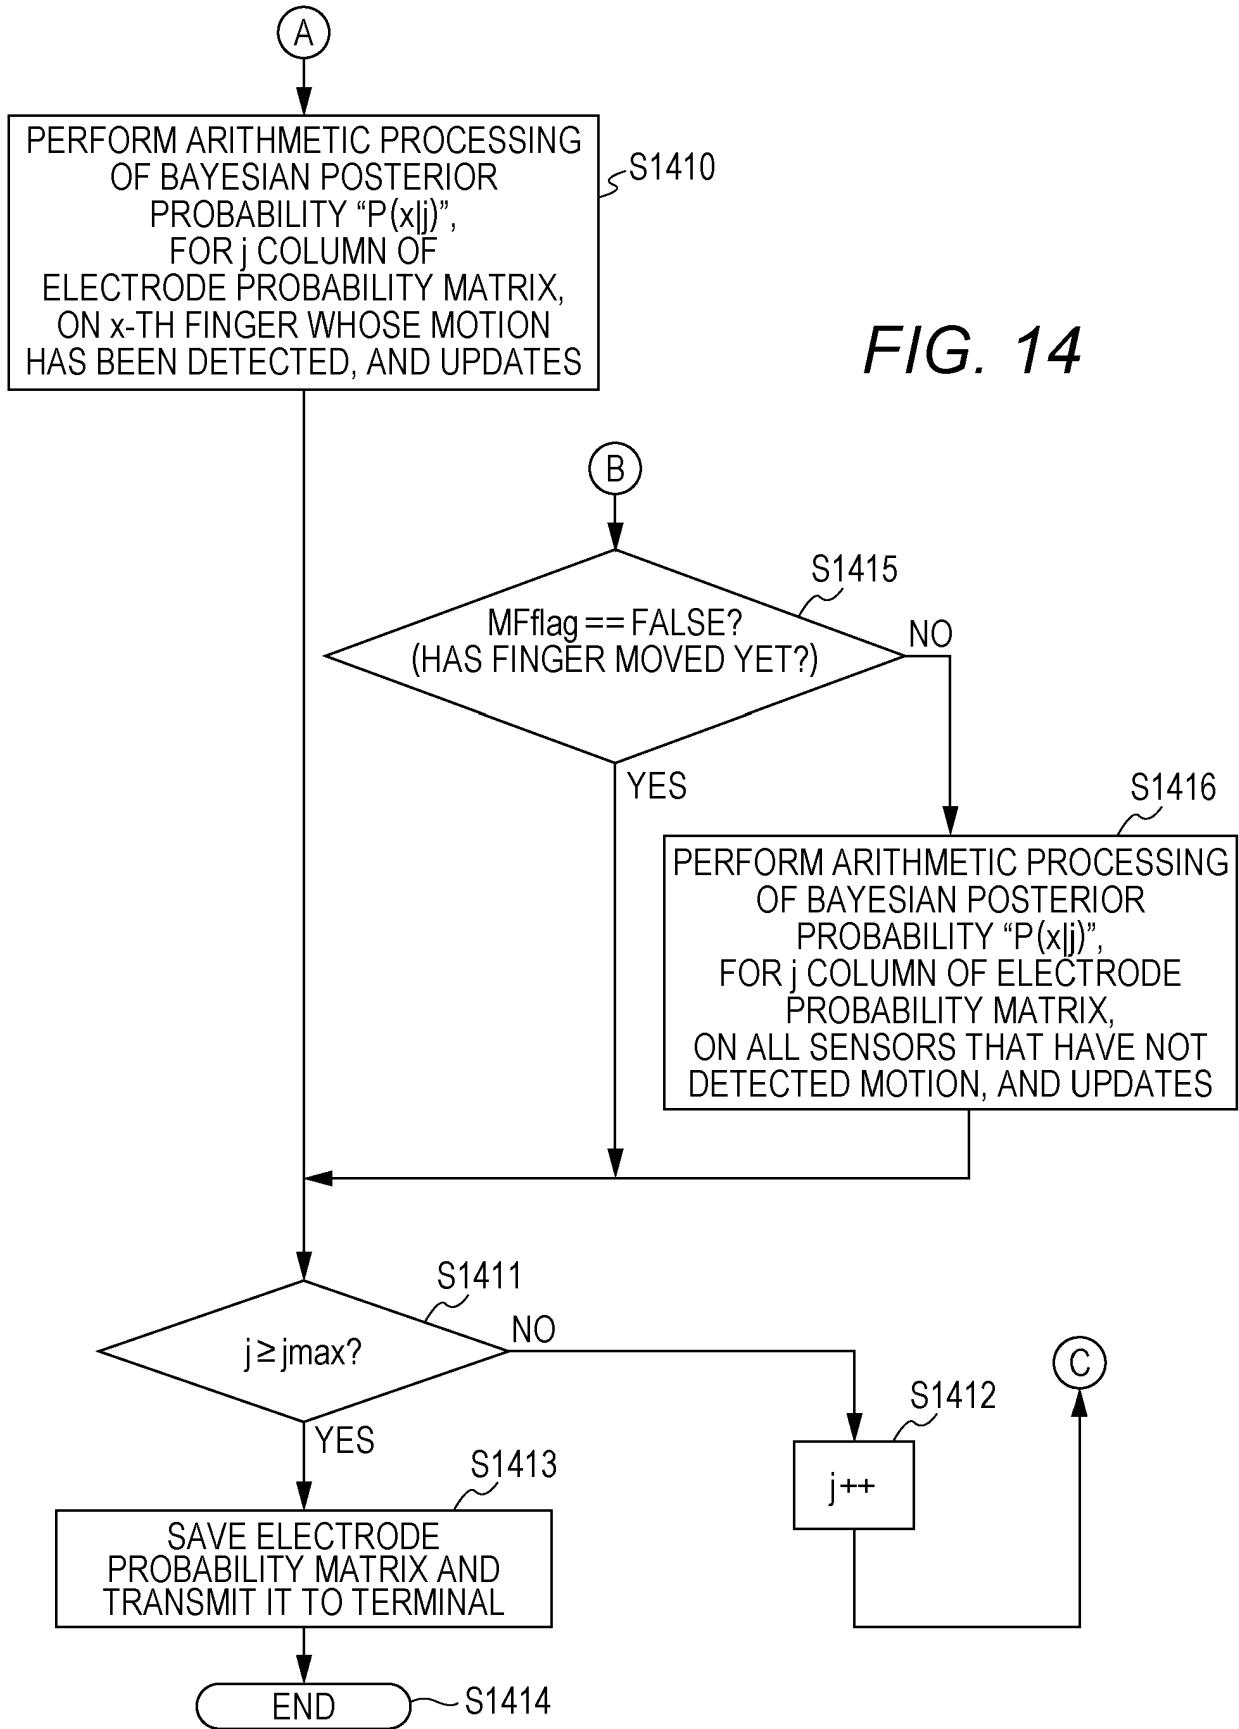 A
PERFORM ARITHMETIC PROCESSING
OF BAYESIAN POSTERIOR
PROBABILITY “P(x|j)”,
FOR j COLUMN OF
ELECTRODE PROBABILITY MATRIX,
ON x-TH FINGER WHOSE MOTION
HAS BEEN DETECTED, AND UPDATES
S1410
FIG. 14
B
S1415
MFflag == FALSE?
(HAS FINGER MOVED YET?)
NO
YES
S1416
PERFORM ARITHMETIC PROCESSING
OF BAYESIAN POSTERIOR
PROBABILITY “P(x|j)”,
FOR j COLUMN OF ELECTRODE
PROBABILITY MATRIX,
ON ALL SENSORS THAT HAVE NOT
DETECTED MOTION, AND UPDATES
S1411
j ≥ jmax?
NO
YES
C
S1412
j++
S1413
SAVE ELECTRODE
PROBABILITY MATRIX AND
TRANSMIT IT TO TERMINAL
END
S1414